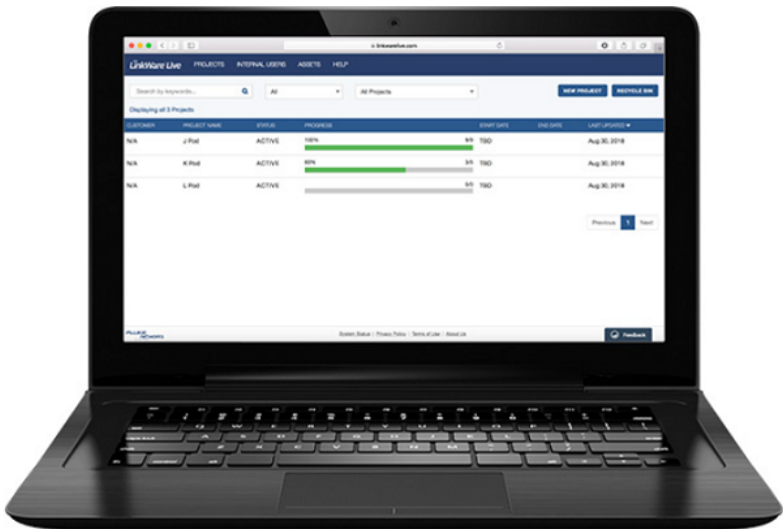 linkwarelive.com
LinkWare Live PROJECTS INTERNAL USERS ASSETS HELP
Search by keywords... All All Projects NEW PROJECT RECYCLE BIN
Displaying all 3 Projects
CUSTOMER PROJECT NAME STATUS PROGRESS START DATE END DATE LAST UPDATED
N/A J Pod ACTIVE 100% TBD Aug 30, 2018
N/A K Pod ACTIVE 60% 3/5 TBD Aug 30, 2018
N/A L Pod ACTIVE TBD Aug 30, 2018
Previous 1 Next
FLUKE networks System Status | Privacy Policy | Terms of Use | About Us Feedback